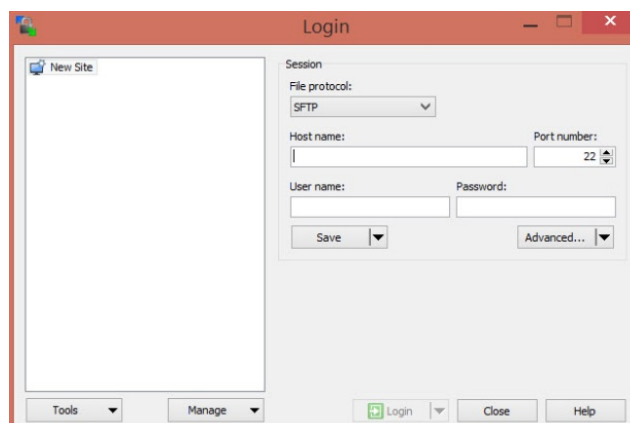 Login
New Site
Session
File protocol:
SFTP
Host name:
Port number:
22
User name:
Password:
Save
Advanced...
Tools
Manage
Login
Close
Help